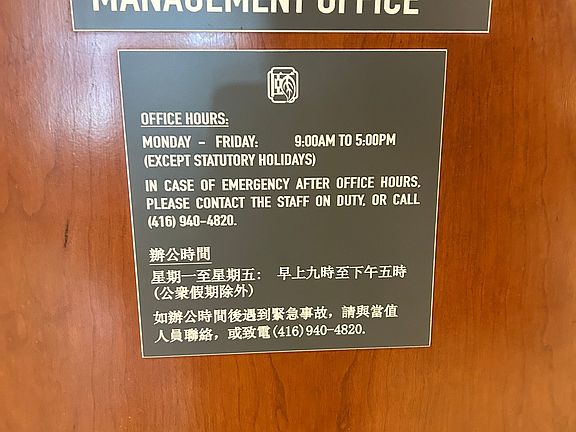 MANAGEMENT OFFICE
OFFICE HOURS:
MONDAY - FRIDAY: 9:00AM TO 5:00PM
(EXCEPT STATUTORY HOLIDAYS)
IN CASE OF EMERGENCY AFTER OFFICE HOURS,
PLEASE CONTACT THE STAFF ON DUTY, OR CALL
(416) 940-4820.
辦公時間
星期一至星期五: 早上九時至下午五時
(公眾假期除外)
如辦公時間後遇到緊急事故, 請與當值
人員聯絡, 或致電(416)940-4820.